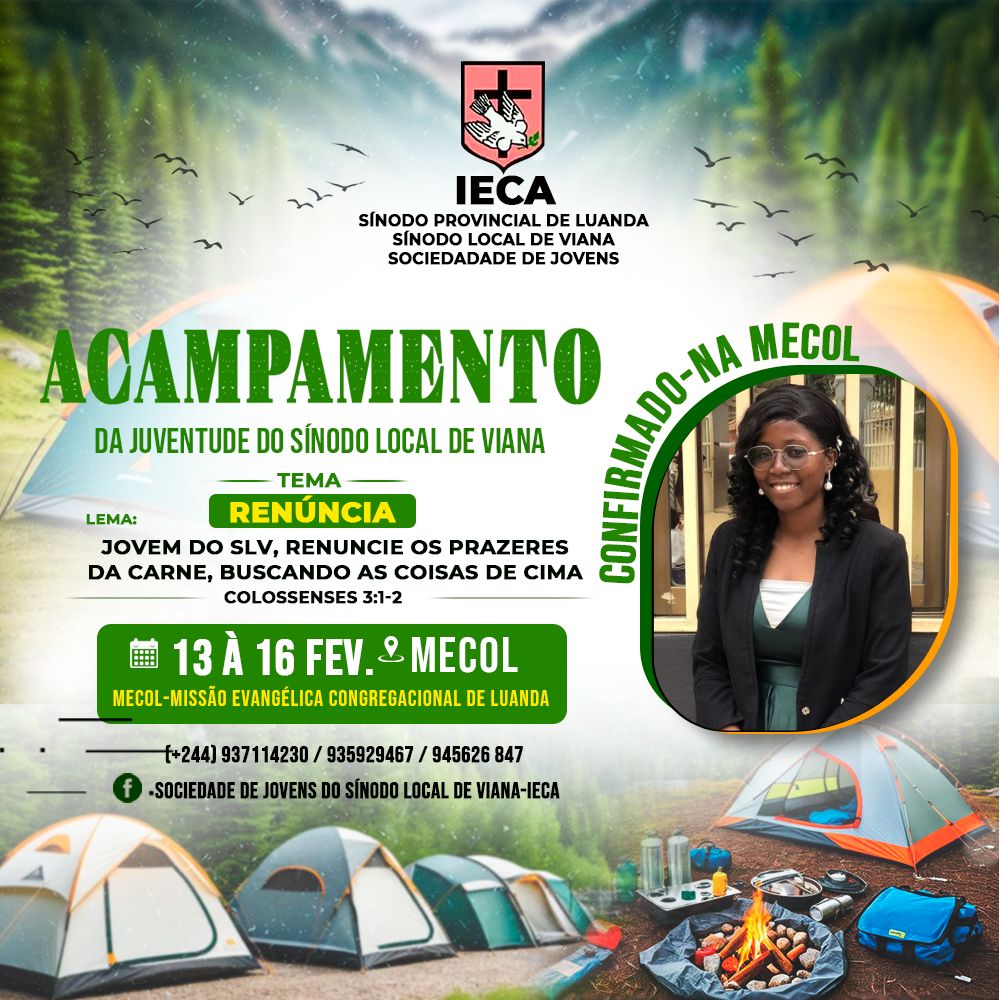 IECA
SÍNODO PROVINCIAL DE LUANDA
SÍNODO LOCAL DE VIANA
SOCIEDADADE DE JOVENS
ACAMPAMENTO
DA JUVENTUDE DO SÍNODO LOCAL DE VIANA
TEMA
RENÚNCIA
LEMA:
JOVEM DO SLV, RENUNCIE OS PRAZERES
DA CARNE, BUSCANDO AS COISAS DE CIMA
COLOSSENSES 3:1-2
13 À 16 FEV. MECOL
MECOL-MISSÃO EVANGÉLICA CONGREGACIONAL DE LUANDA
(+244) 937114230 / 935929467 / 945626 847
-SOCIEDADE DE JOVENS DO SÍNODO LOCAL DE VIANA-IECA
CONFIRMADO-NA MECOL